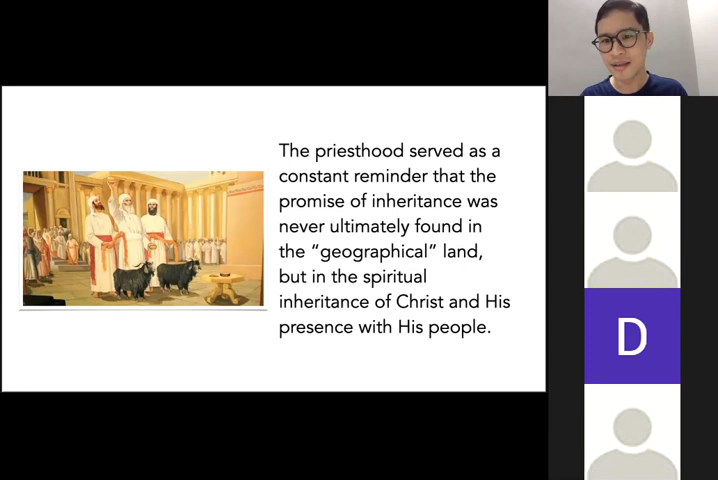 The priesthood served as a
constant reminder that the
promise of inheritance was
never ultimately found in
the “geographical” land,
but in the spiritual
inheritance of Christ and His
presence with His people.
D